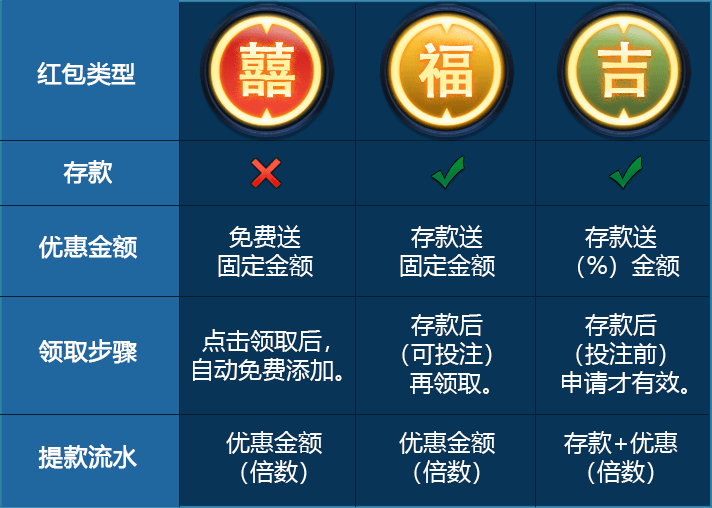 红包类型
囍
福
吉
存款
优惠金额
免费送
固定金额
存款送
固定金额
存款送
（%）金额
领取步骤
点击领取后，
自动免费添加。
存款后
（可投注）
再领取。
存款后
（投注前）
申请才有效。
提款流水
优惠金额
（倍数）
优惠金额
（倍数）
存款+优惠
（倍数）